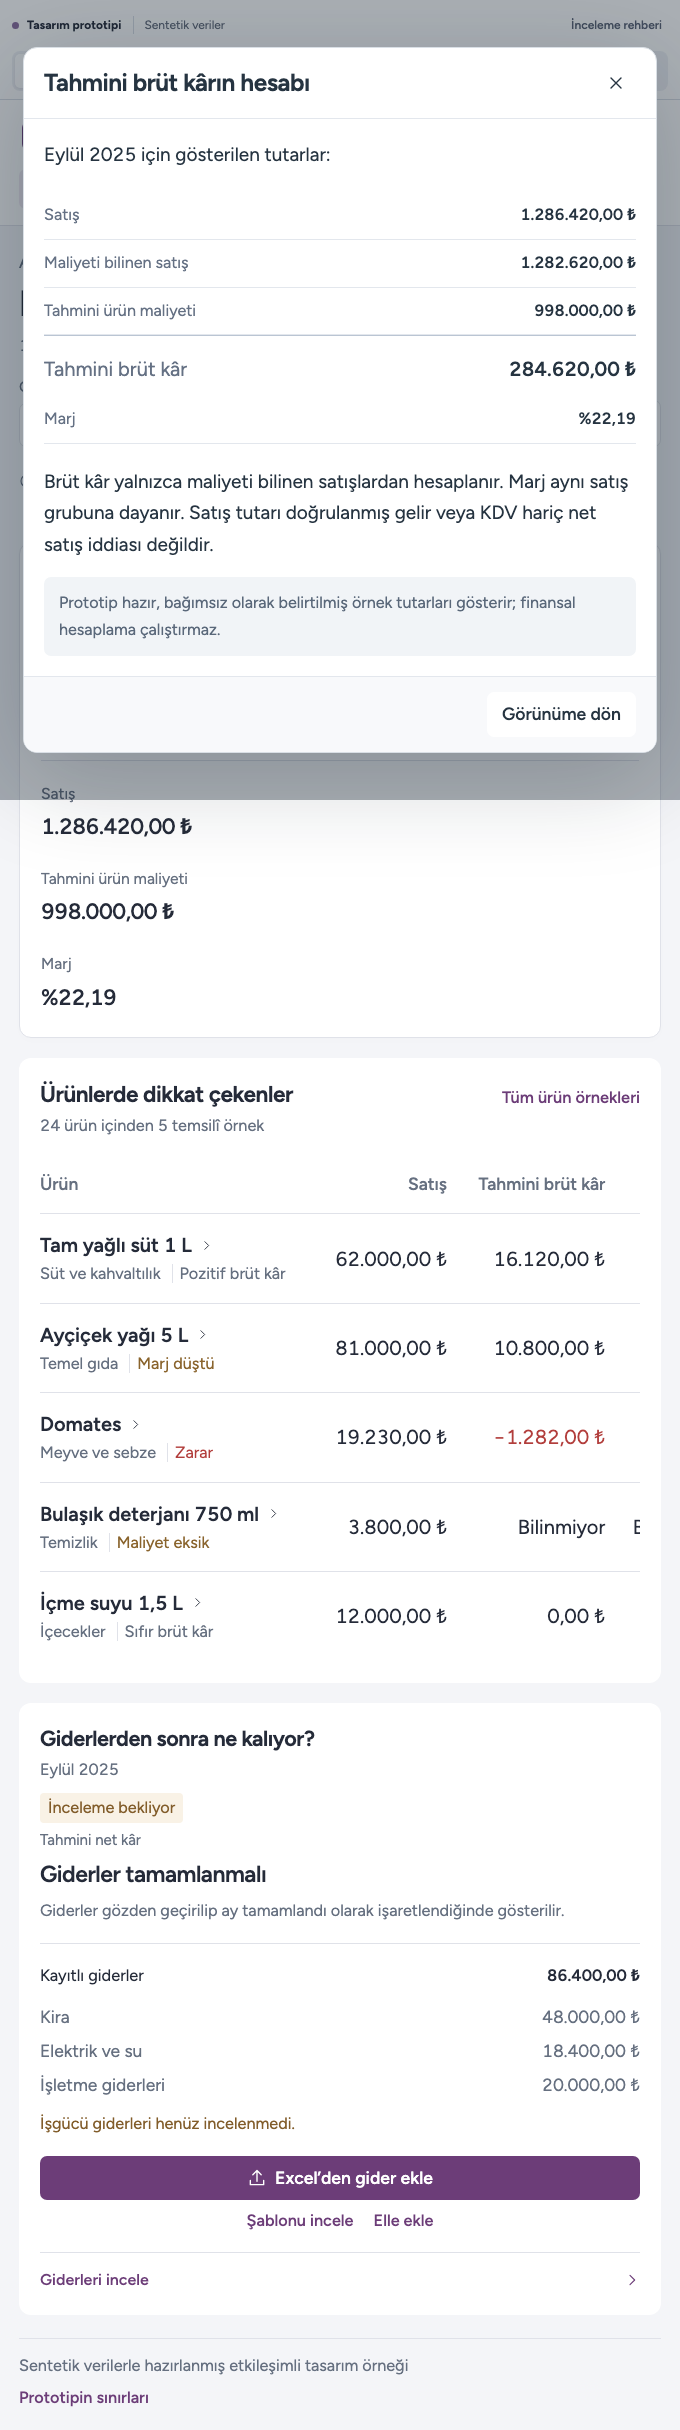 Tasarım prototipi
Sentetik veriler
İnceleme rehberi
Tahmini brüt kârın hesabı
Eylül 2025 için gösterilen tutarlar:
Satış 1.286.420,00 ₺
Maliyeti bilinen satış 1.282.620,00 ₺
Tahmini ürün maliyeti 998.000,00 ₺
Tahmini brüt kâr 284.620,00 ₺
Marj %22,19
Brüt kâr yalnızca maliyeti bilinen satışlardan hesaplanır. Marj aynı satış
grubuna dayanır. Satış tutarı doğrulanmış gelir veya KDV hariç net
satış iddiası değildir.
Prototip hazır, bağımsız olarak belirtilmiş örnek tutarları gösterir; finansal
hesaplama çalıştırmaz.
Görünüme dön
Satış
1.286.420,00 ₺
Tahmini ürün maliyeti
998.000,00 ₺
Marj
%22,19
Ürünlerde dikkat çekenler
Tüm ürün örnekleri
24 ürün içinden 5 temsilî örnek
Ürün Satış Tahmini brüt kâr
Tam yağlı süt 1 L
Süt ve kahvaltılık Pozitif brüt kâr
62.000,00 ₺ 16.120,00 ₺
Ayçiçek yağı 5 L
Temel gıda Marj düştü
81.000,00 ₺ 10.800,00 ₺
Domates
Meyve ve sebze Zarar
19.230,00 ₺ −1.282,00 ₺
Bulaşık deterjanı 750 ml
Temizlik Maliyet eksik
3.800,00 ₺ Bilinmiyor
İçme suyu 1,5 L
İçecekler Sıfır brüt kâr
12.000,00 ₺ 0,00 ₺
Giderlerden sonra ne kalıyor?
Eylül 2025
İnceleme bekliyor
Tahmini net kâr
Giderler tamamlanmalı
Giderler gözden geçirilip ay tamamlandı olarak işaretlendiğinde gösterilir.
Kayıtlı giderler 86.400,00 ₺
Kira 48.000,00 ₺
Elektrik ve su 18.400,00 ₺
İşletme giderleri 20.000,00 ₺
İşgücü giderleri henüz incelenmedi.
Excel’den gider ekle
Şablonu incele Elle ekle
Giderleri incele
Sentetik verilerle hazırlanmış etkileşimli tasarım örneği
Prototipin sınırları